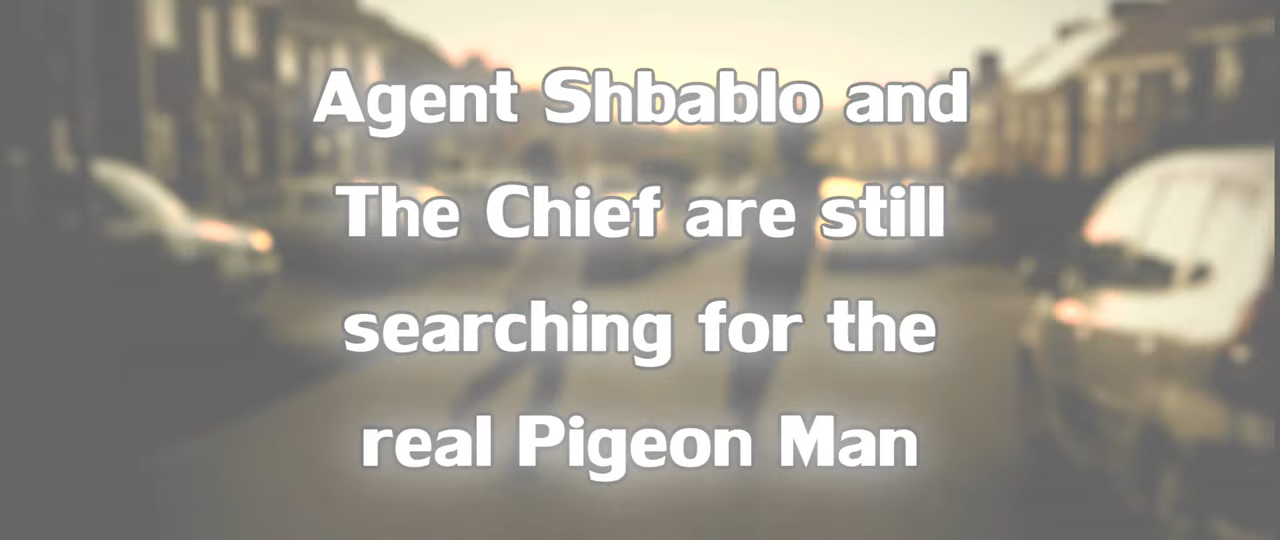 Agent Shbablo and
The Chief are still
searching for the
real Pigeon Man